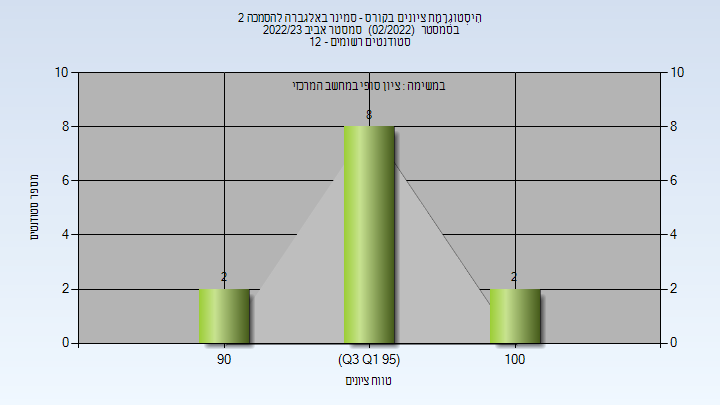 הִיסְטוֹגְרַמַת ציונים בקורס - סמינר באלגברה להסמכה 2
בסמסטר (02/2022) סמסטר אביב 2022/23
סטודנטים רשומים - 12
במשימה : ציון סופי במחשב המרכזי
10 10
8 8
6 6
4 4
2 2
0 0
2 8 2
מספר סטודנטים
90 (Q3 Q1 95) 100
טווח ציונים